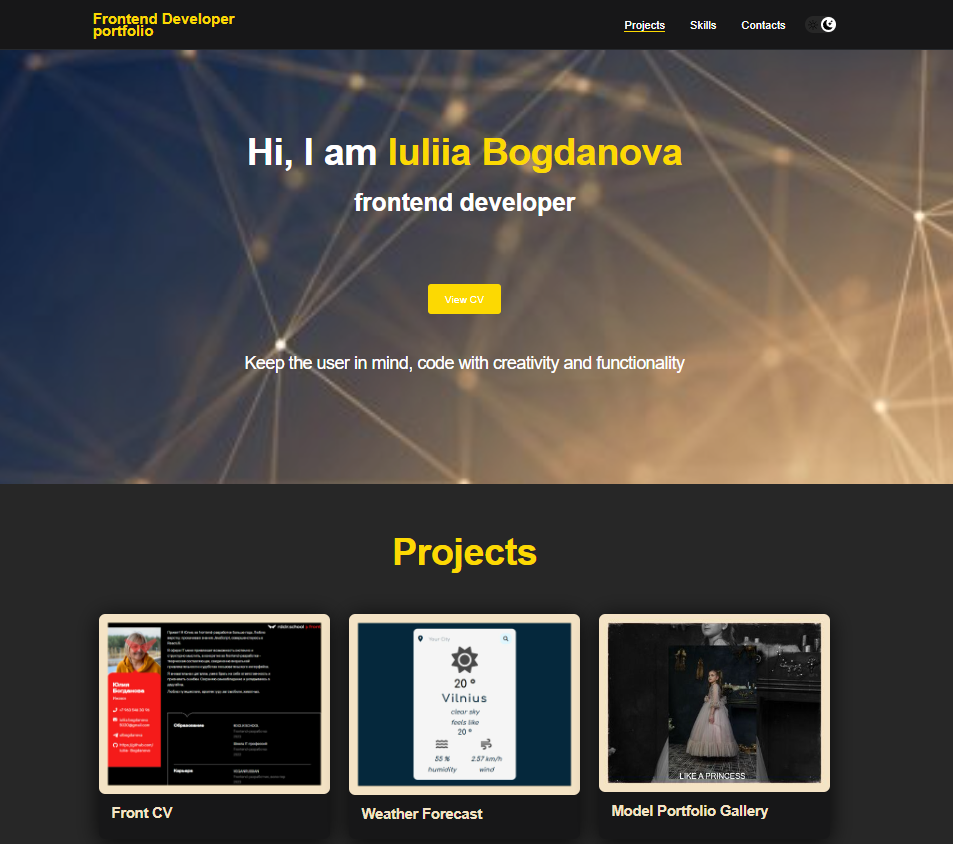 Frontend Developer
portfolio
Projects
Skills
Contacts
Hi, I am Iuliia Bogdanova
frontend developer
View CV
Keep the user in mind, code with creativity and functionality
Projects
Юлия
Богданова
Образование
Карьера
Front CV
Your City
20 °
Vilnius
clear sky
feels like
20 °
55 %
humidity
2.57 km/h
wind
Weather Forecast
LIKE A PRINCESS
Model Portfolio Gallery